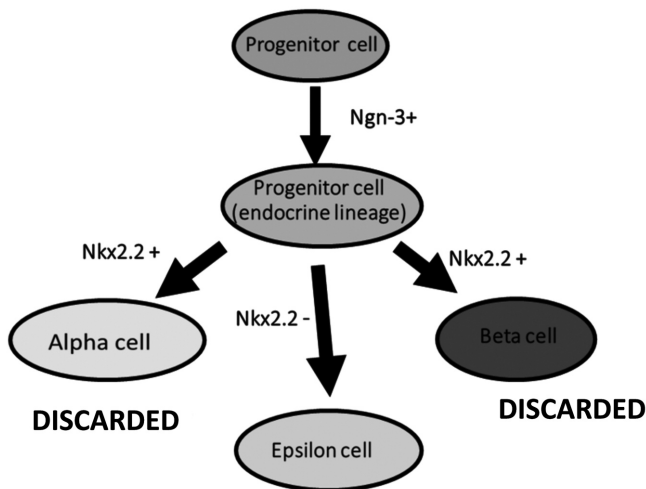 Progenitor cell
Ngn-3+
Progenitor cell
(endocrine lineage)
Nkx2.2 +
Nkx2.2 +
Nkx2.2 -
Alpha cell
Beta cell
DISCARDED
DISCARDED
Epsilon cell